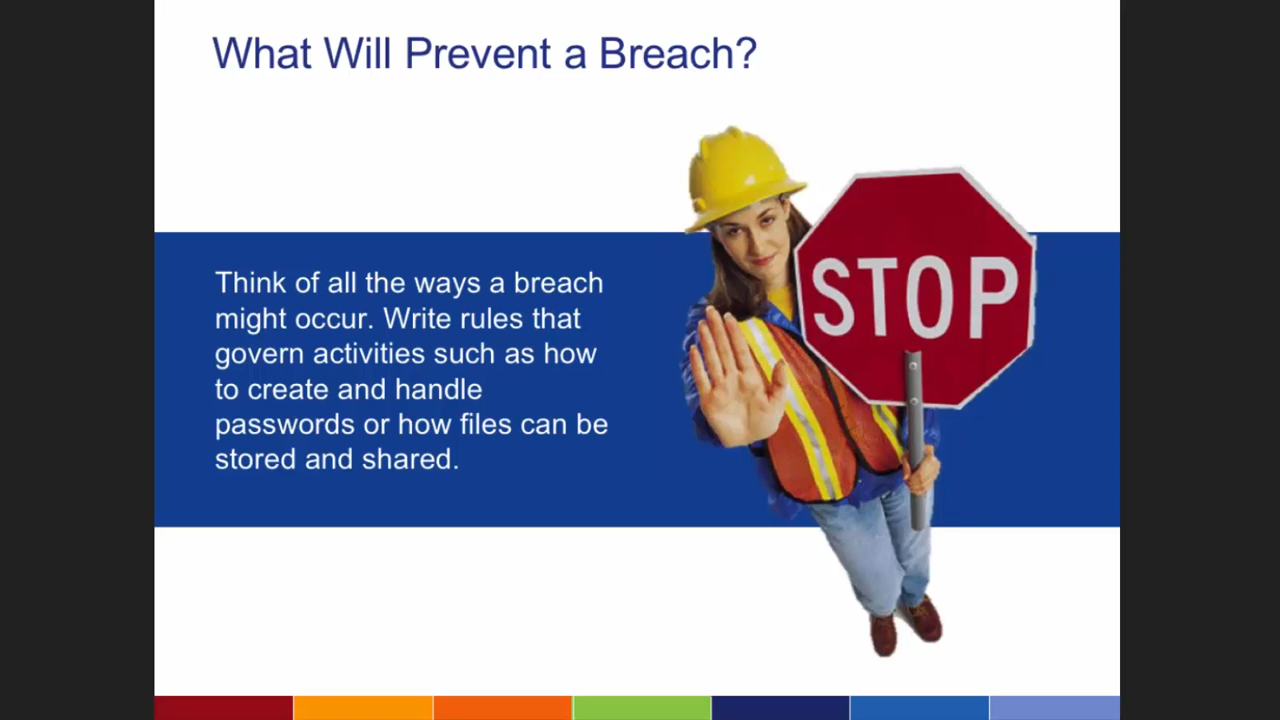 What Will Prevent a Breach?
Think of all the ways a breach
might occur. Write rules that
govern activities such as how
to create and handle
passwords or how files can be
stored and shared.
STOP